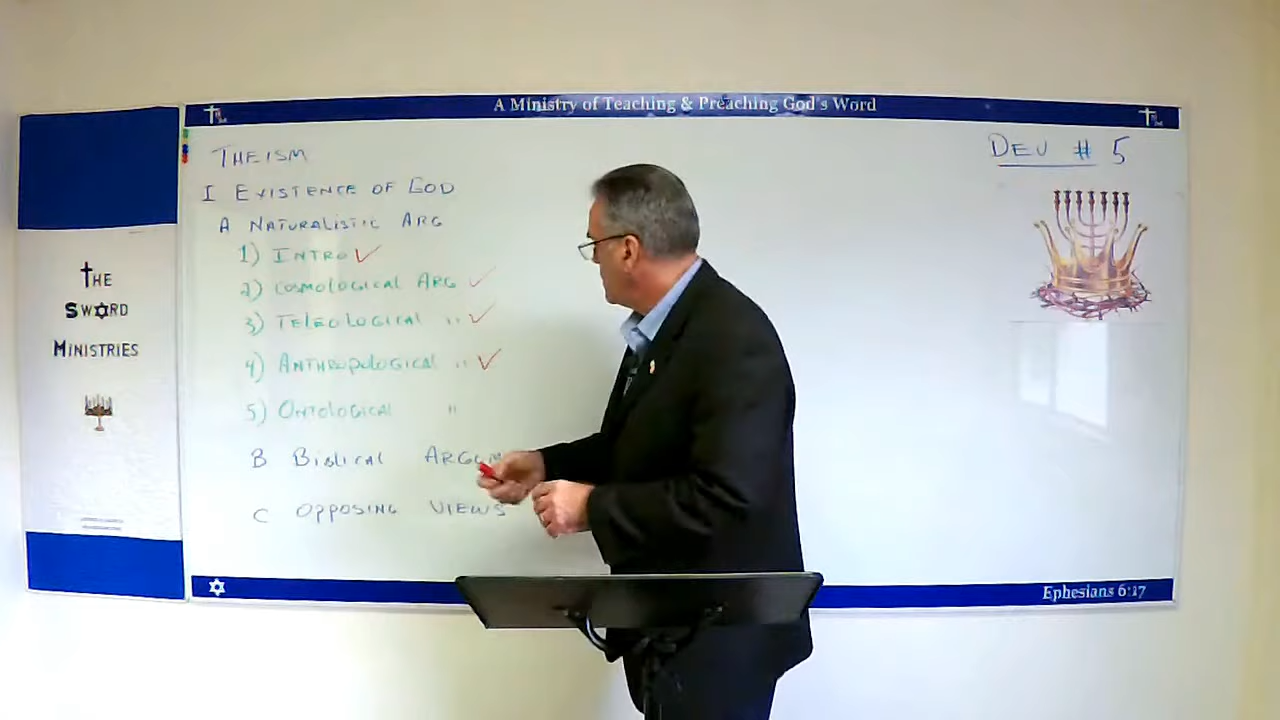 A Ministry of Teaching & Preaching God's Word
THE
SWORD
MINISTRIES
DEV # 5
THEISM
I EXISTENCE OF GOD
A NATURALISTIC ARG
1) INTRO ✓
2) COSMOLOGICAL ARG ✓
3) TELEOLOGICAL " ✓
4) ANTHROPOLOGICAL " ✓
5) ONTOLOGICAL "
B BIBLICAL ARGUM
C OPPOSING VIEWS
Ephesians 6:17